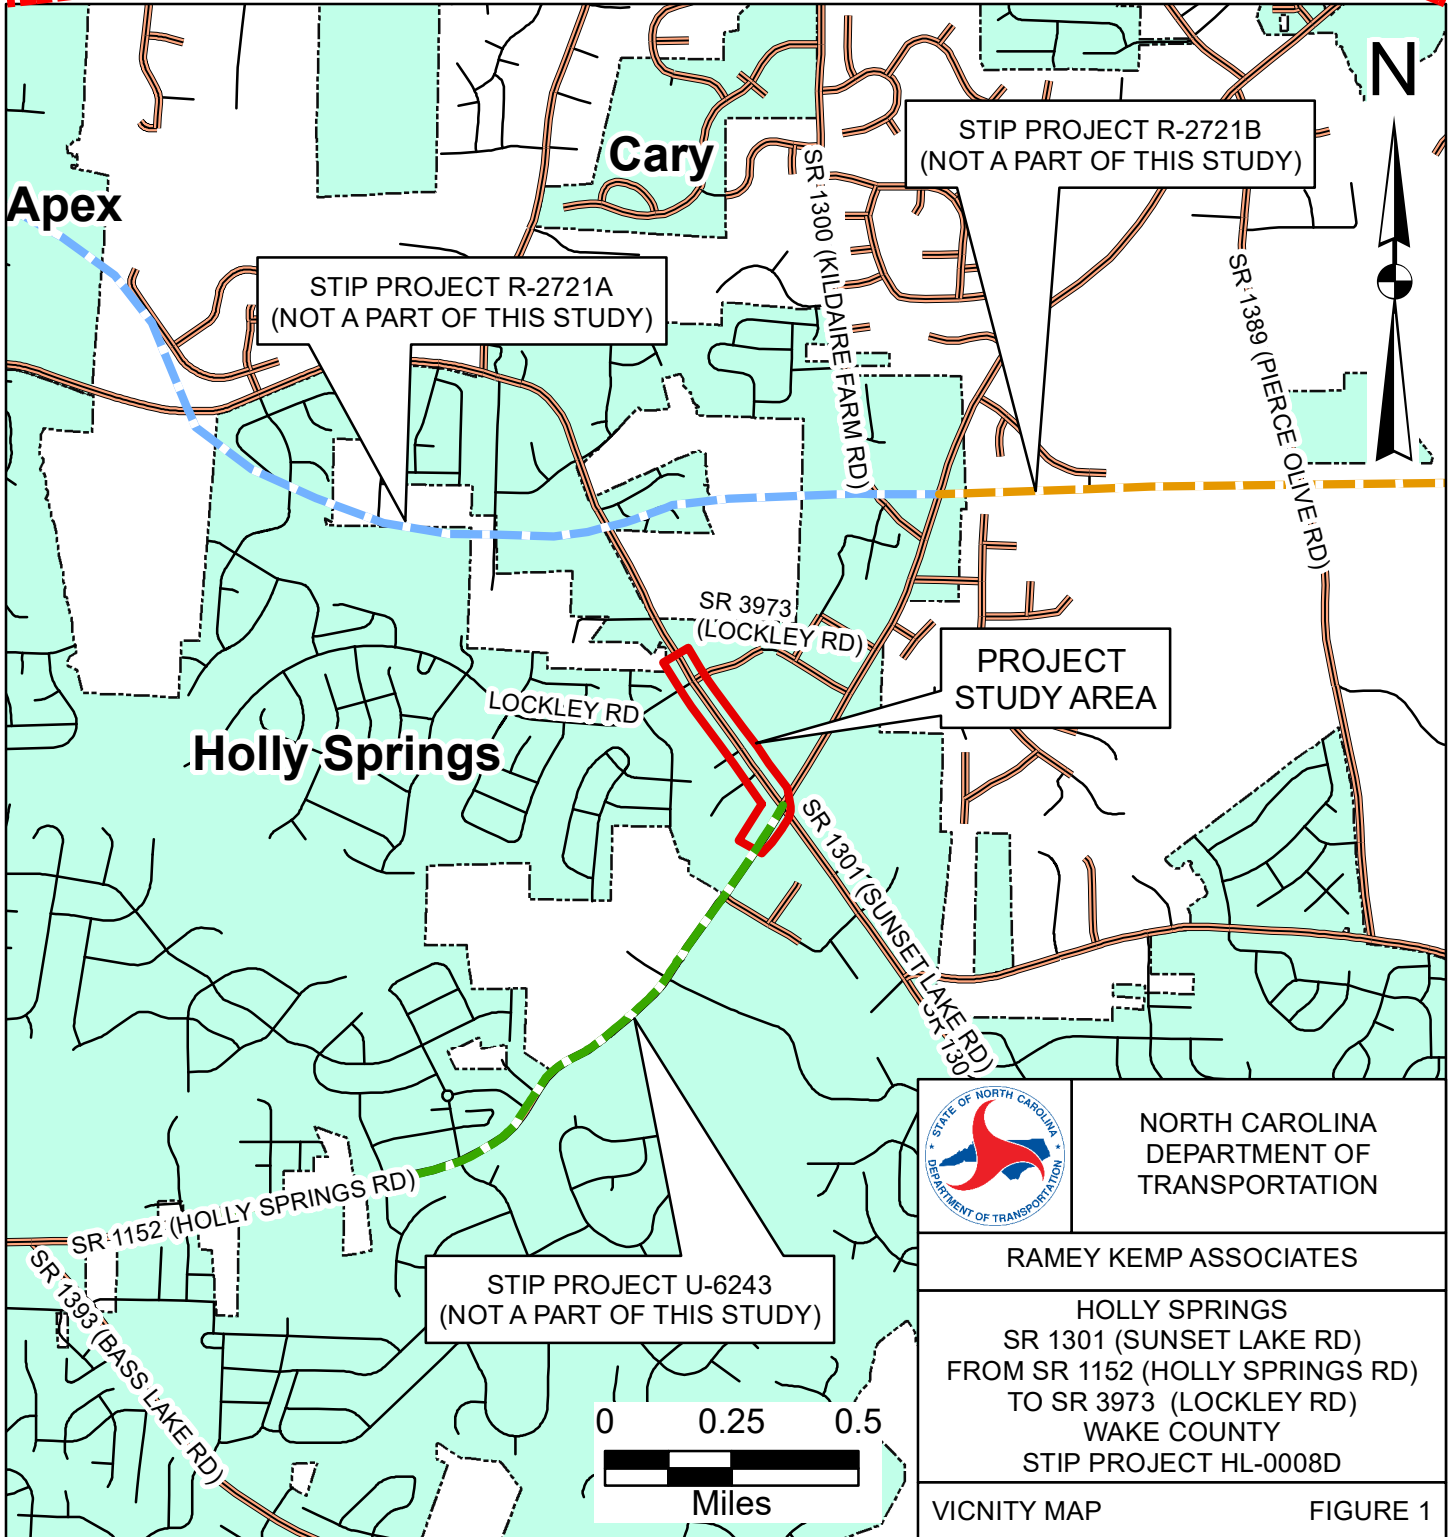 N
Cary
STIP PROJECT R-2721B
(NOT A PART OF THIS STUDY)
Apex
SR 1300 (KILDAIRE FARM RD)
SR 1389 (PIERCE OLIVE RD)
STIP PROJECT R-2721A
(NOT A PART OF THIS STUDY)
SR 3973
(LOCKLEY RD)
PROJECT
STUDY AREA
LOCKLEY RD
Holly Springs
SR 1301 (SUNSET LAKE RD)
SR 130
STATE OF NORTH CAROLINA
DEPARTMENT OF TRANSPORTATION
NORTH CAROLINA
DEPARTMENT OF
TRANSPORTATION
SR 1152 (HOLLY SPRINGS RD)
SR 1393 (BASS LAKE RD)
STIP PROJECT U-6243
(NOT A PART OF THIS STUDY)
RAMEY KEMP ASSOCIATES
HOLLY SPRINGS
SR 1301 (SUNSET LAKE RD)
FROM SR 1152 (HOLLY SPRINGS RD)
TO SR 3973 (LOCKLEY RD)
WAKE COUNTY
STIP PROJECT HL-0008D
0 0.25 0.5
Miles
VICNITY MAP FIGURE 1